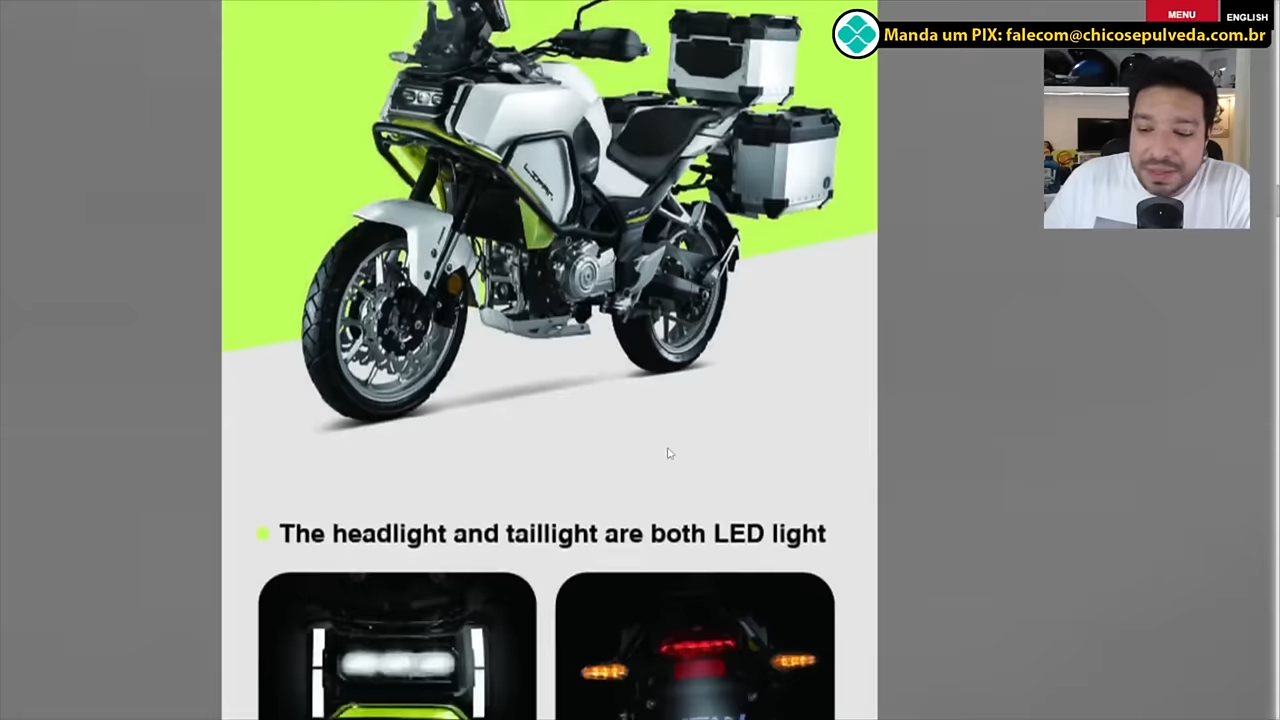 MENU
ENGLISH
Manda um PIX: falecom@chicosepulveda.com.br
The headlight and taillight are both LED light